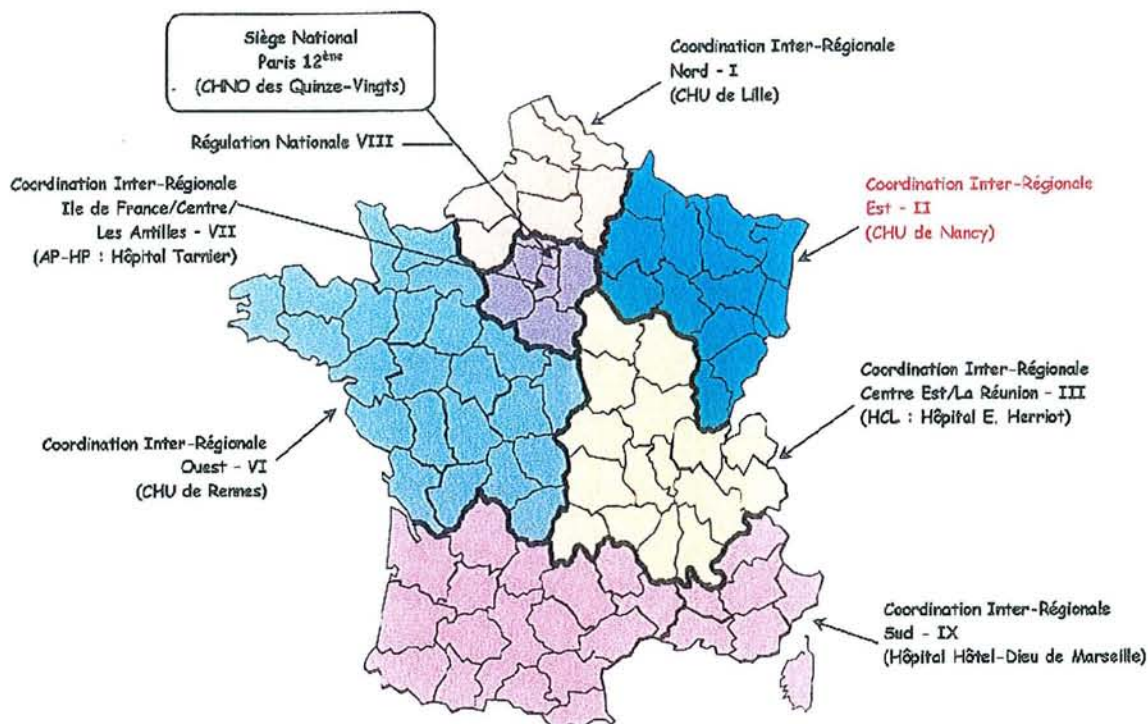 Siège National
Paris 12ème
(CHNO des Quinze-Vingts)
Régulation Nationale VIII
Coordination Inter-Régionale
Nord - I
(CHU de Lille)
Coordination Inter-Régionale
Ile de France/Centre/
Les Antilles - VII
(AP-HP : Hôpital Tarnier)
Coordination Inter-Régionale
Est - II
(CHU de Nancy)
Coordination Inter-Régionale
Centre Est/La Réunion - III
(HCL : Hôpital E. Herriot)
Coordination Inter-Régionale
Ouest - VI
(CHU de Rennes)
Coordination Inter-Régionale
Sud - IX
(Hôpital Hôtel-Dieu de Marseille)